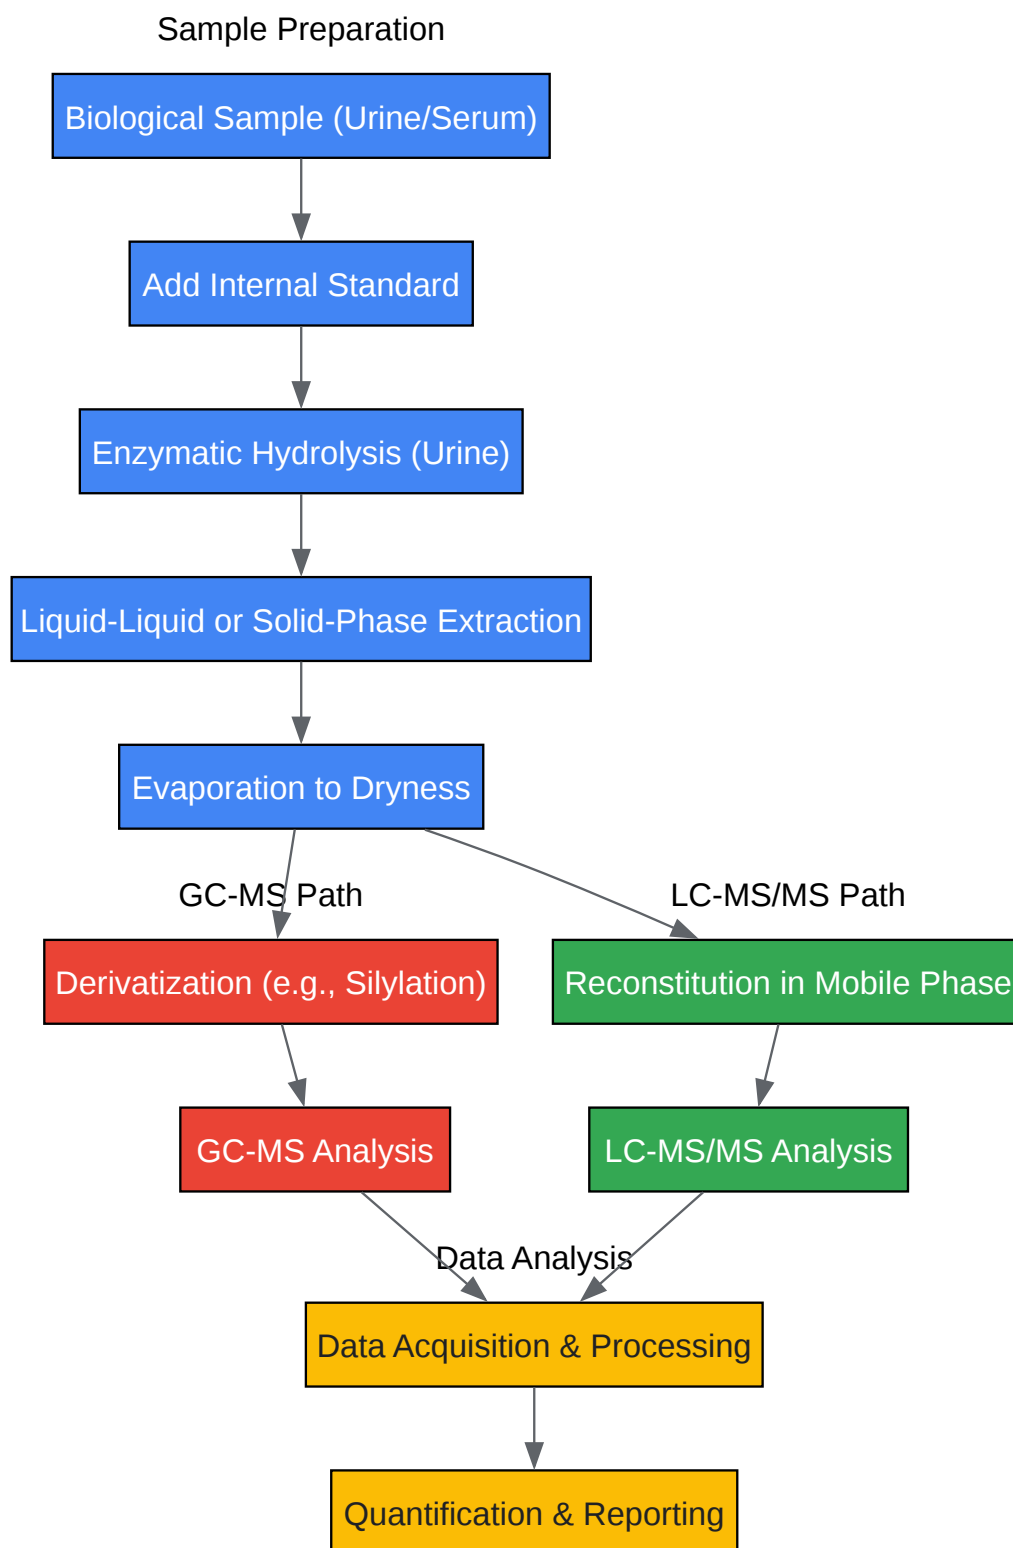 Sample Preparation
Biological Sample (Urine/Serum)
Add Internal Standard
Enzymatic Hydrolysis (Urine)
Liquid-Liquid or Solid-Phase Extraction
Evaporation to Dryness
GC-MS Path
LC-MS/MS Path
Derivatization (e.g., Silylation)
Reconstitution in Mobile Phase
GC-MS Analysis
LC-MS/MS Analysis
Data Analysis
Data Acquisition & Processing
Quantification & Reporting